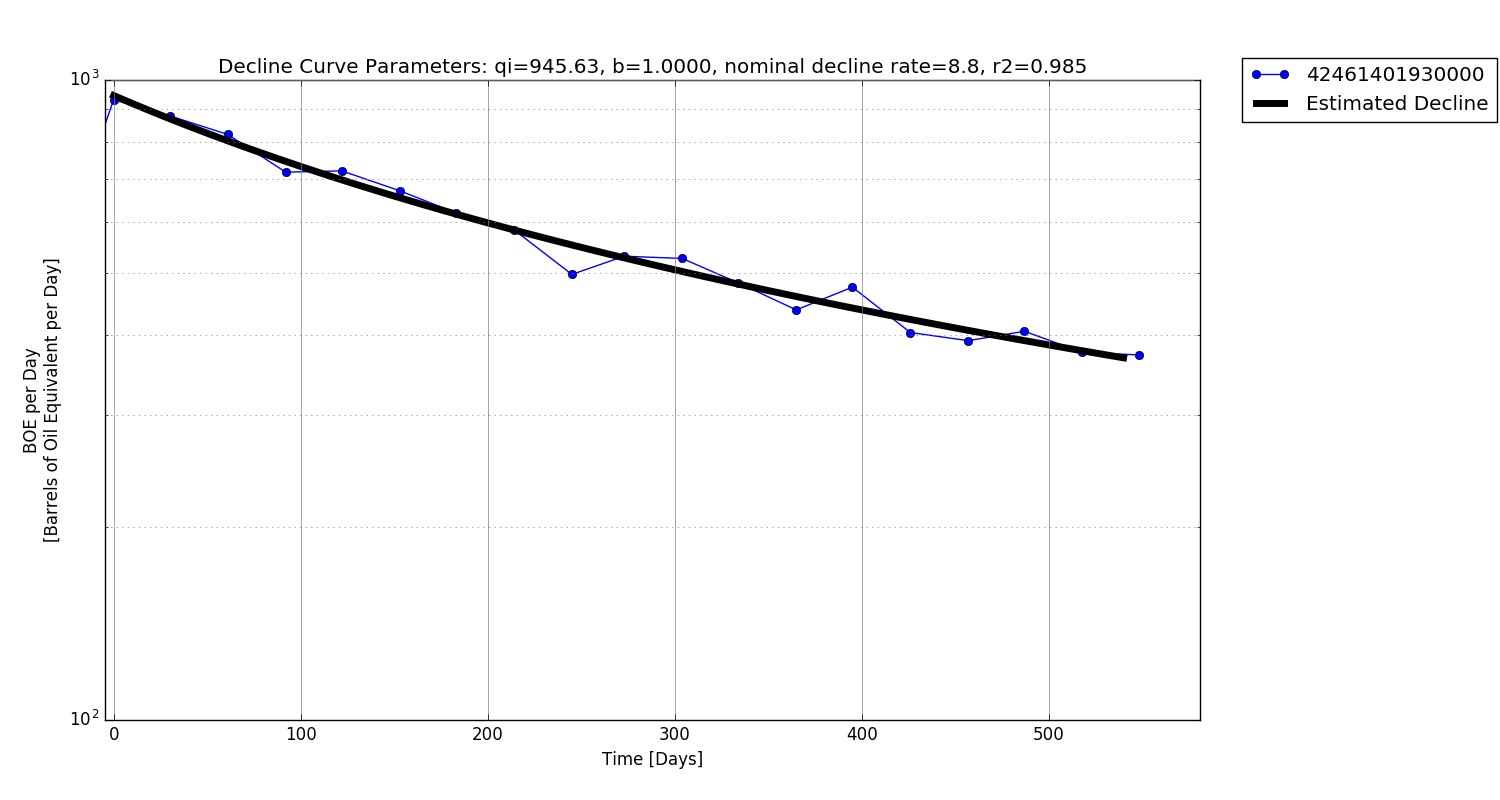 Decline Curve Parameters: qi=945.63, b=1.0000, nominal decline rate=8.8, r2=0.985
42461401930000
Estimated Decline
10³
10²
BOE per Day
[Barrels of Oil Equivalent per Day]
0 100 200 300 400 500
Time [Days]